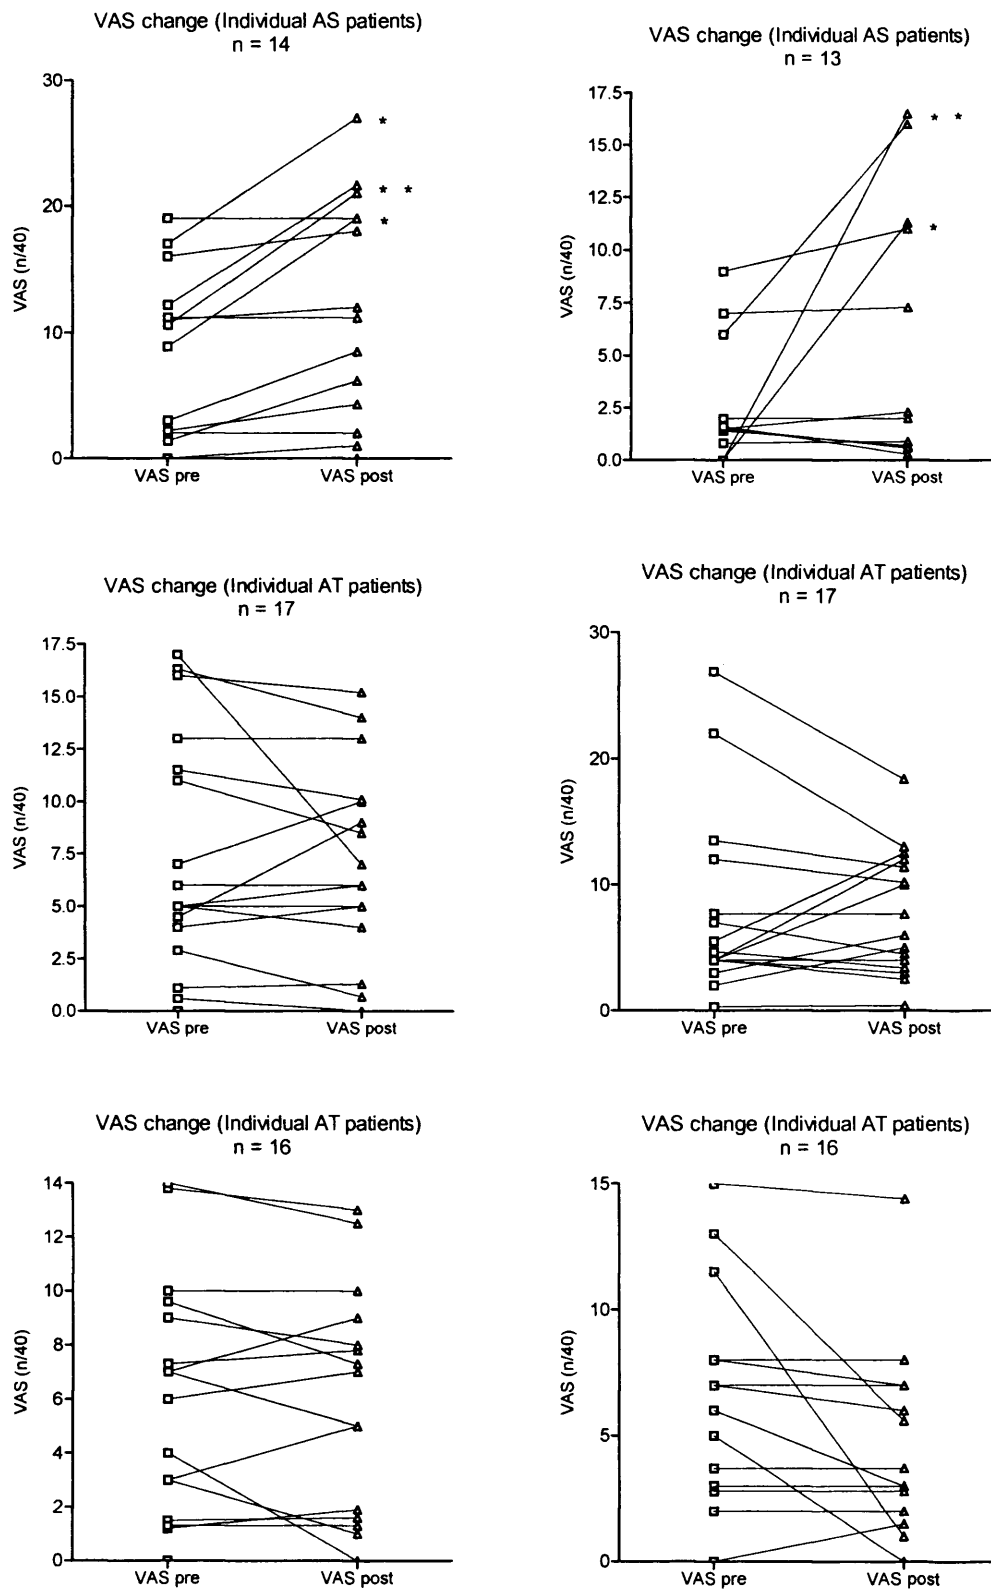 VAS change (Individual AS patients)
n = 14
30
20
10
0
VAS (n/40)
*
* *
*
VAS pre
VAS post
VAS change (Individual AS patients)
n = 13
17.5
15.0
12.5
10.0
7.5
5.0
2.5
0.0
VAS (n/40)
* *
*
VAS pre
VAS post
VAS change (Individual AT patients)
n = 17
17.5
15.0
12.5
10.0
7.5
5.0
2.5
0.0
VAS (n/40)
VAS pre
VAS post
VAS change (Individual AT patients)
n = 17
30
20
10
0
VAS (n/40)
VAS pre
VAS post
VAS change (Individual AT patients)
n = 16
14
12
10
8
6
4
2
0
VAS (n/40)
VAS pre
VAS post
VAS change (Individual AT patients)
n = 16
15
10
5
0
VAS (n/40)
VAS pre
VAS post